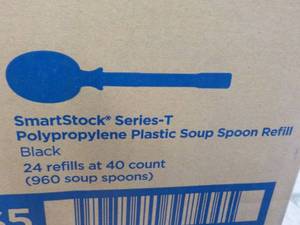 SmartStock® Series-T
Polypropylene Plastic Soup Spoon Refill
Black
24 refills at 40 count
(960 soup spoons)